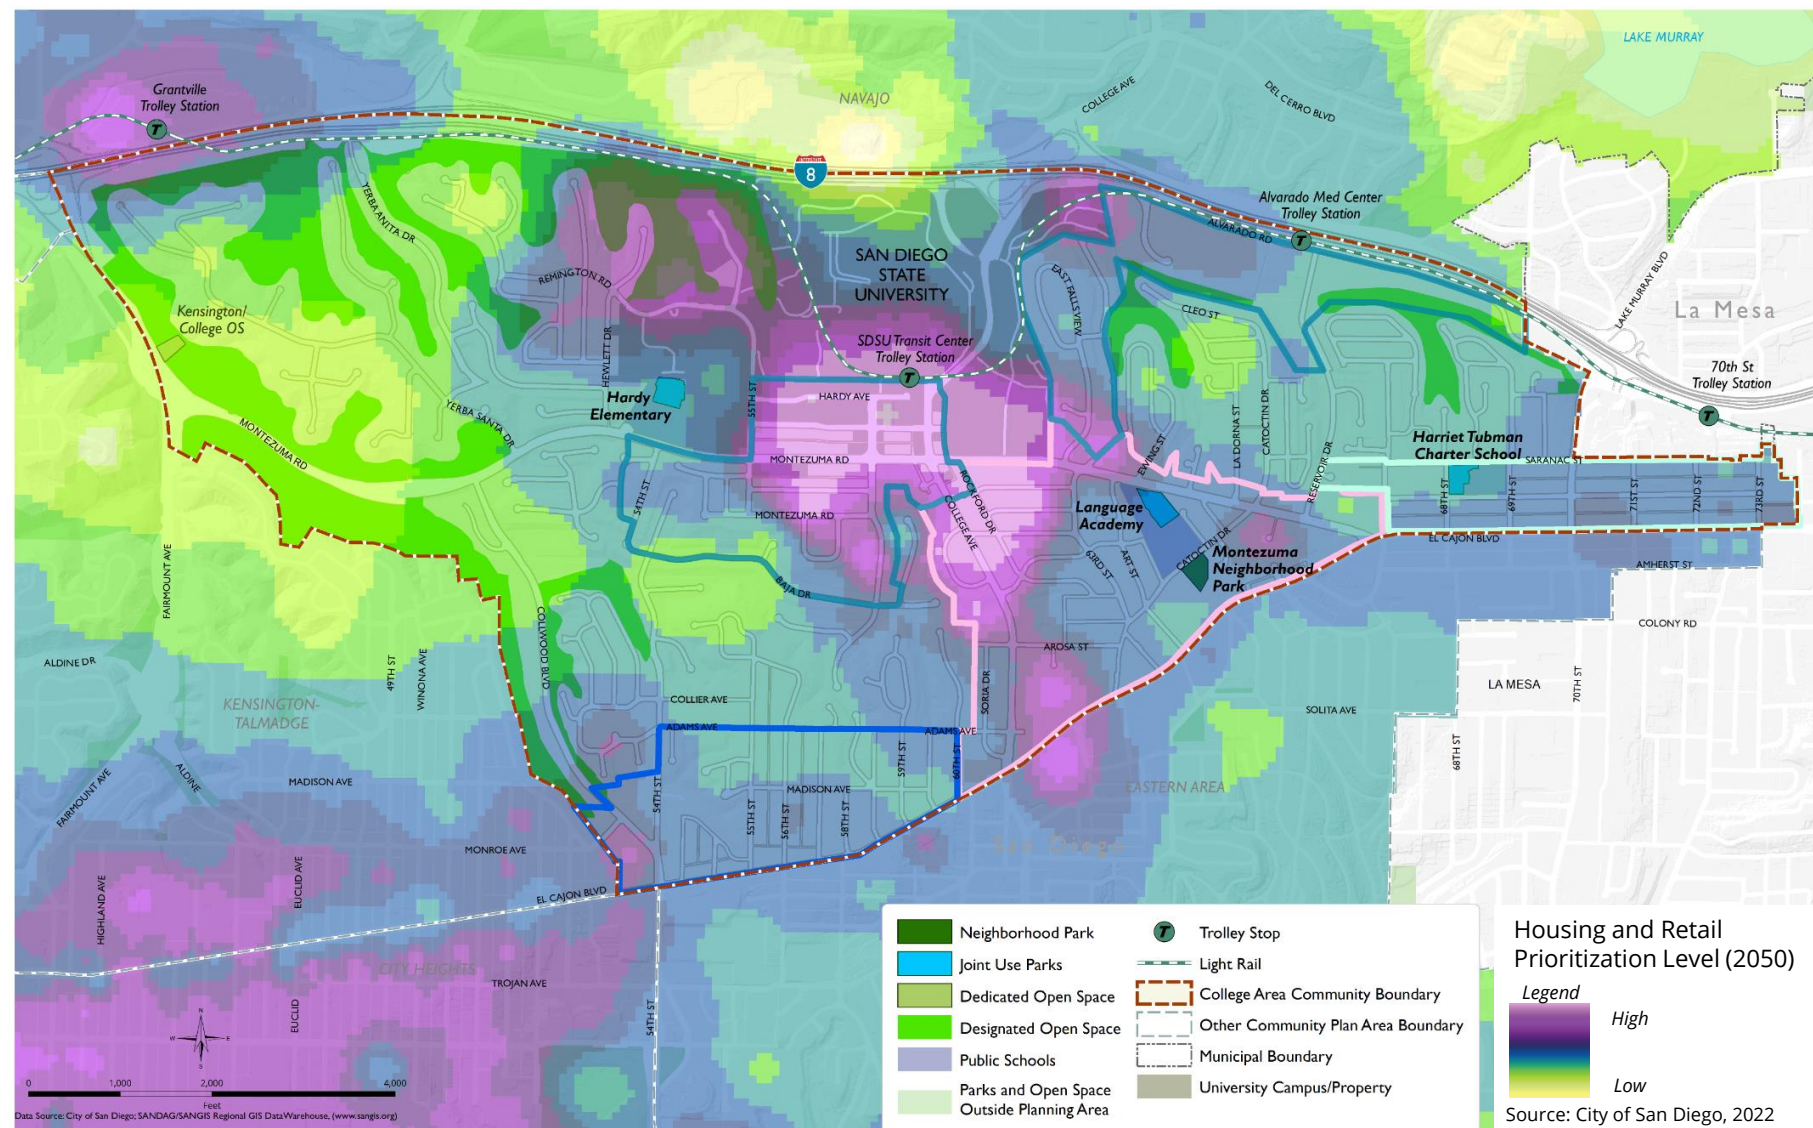 LAKE MURRAY
Grantville
Trolley Station
NAVAJO
COLLEGE AVE
DEL CERRO BLVD
INTERSTATE
8
YERBA ANITA DR
Alvarado Med Center
Trolley Station
ALVARADO RD
SAN DIEGO
STATE
UNIVERSITY
REMINGTON RD
EAST FALLS VIEW
LAKE MURRAY BLVD
La Mesa
Kensington/
College OS
CLEO ST
SDSU Transit Center
Trolley Station
HEWLETT DR
70th St
Trolley Station
Hardy
Elementary
55TH ST
HARDY AVE
YERBA SANTA DR
MONTEZUMA RD
LA DORNA ST
CATOCTIN DR
Harriet Tubman
Charter School
MONTEZUMA RD
EWING ST
RESERVOIR DR
SARANAC ST
54TH ST
ROCKFORD DR
COLLEGE AVE
68TH ST
69TH ST
71ST ST
72ND ST
73RD ST
MONTEZUMA RD
Language
Academy
EL CAJON BLVD
FAIRMOUNT AVE
63RD ST
ART ST
CATOCTIN DR
Montezuma
Neighborhood
Park
AMHERST ST
BAJA DR
COLLWOOD BLVD
COLONY RD
AROSA ST
ALDINE DR
49TH ST
WINONA AVE
KENSINGTON-
TALMADGE
COLLIER AVE
SORIA DR
LA MESA
70TH ST
SOLITA AVE
ADAMS AVE
ADAMS AVE
68TH ST
59TH ST
60TH ST
FAIRMOUNT AVE
ALDINE
MADISON AVE
MADISON AVE
EASTERN AREA
54TH ST
55TH ST
56TH ST
58TH ST
San Diego
MONROE AVE
HIGHLAND AVE
EUCLID AVE
EL CAJON BLVD
CITY HEIGHTS
TROJAN AVE
EUCLID
54TH ST
N
W
E
S
0
1,000
2,000
4,000
Feet
Data Source: City of San Diego; SANDAG/SANGIS Regional GIS Data Warehouse, (www.sangis.org)
Neighborhood Park
Joint Use Parks
Dedicated Open Space
Designated Open Space
Public Schools
Parks and Open Space
Outside Planning Area
T
Trolley Stop
Light Rail
College Area Community Boundary
Other Community Plan Area Boundary
Municipal Boundary
University Campus/Property
Housing and Retail
Prioritization Level (2050)
Legend
High
Low
Source: City of San Diego, 2022